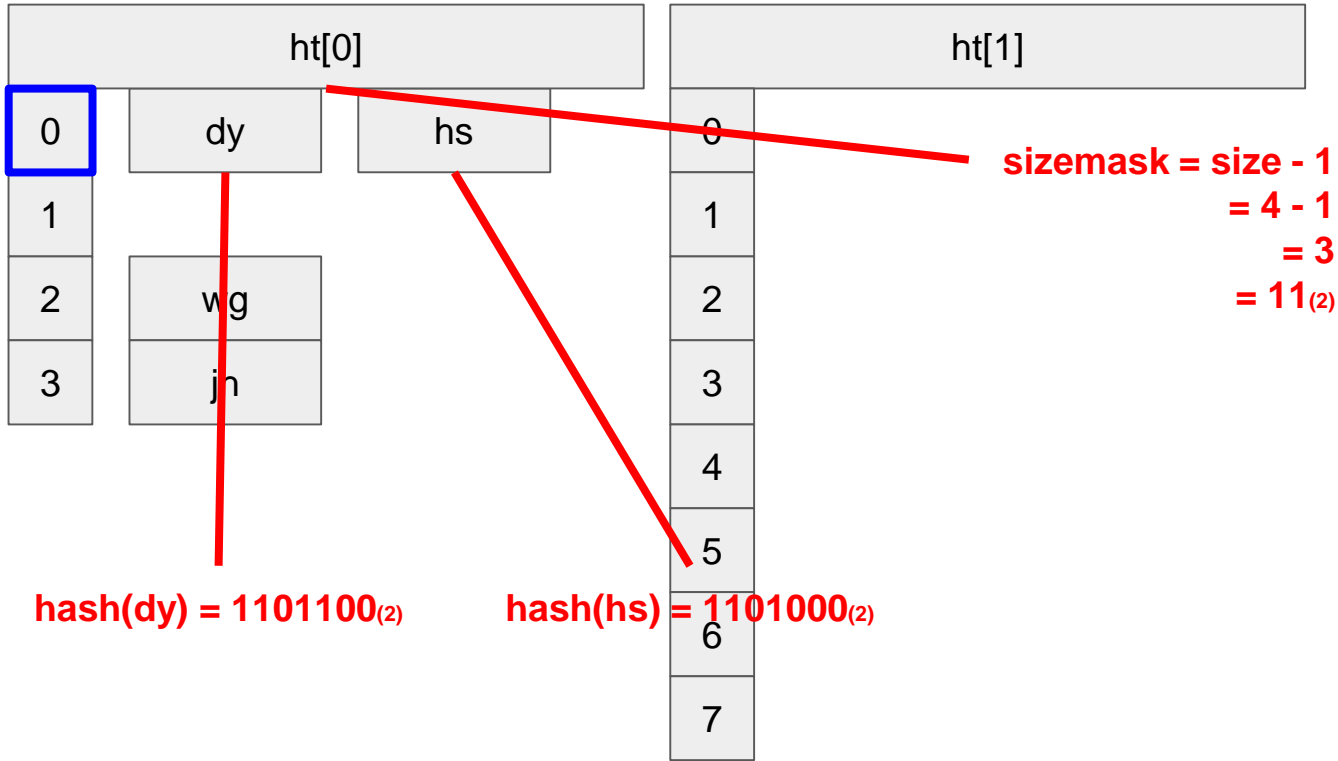 ht[0]
ht[1]
0
dy
hs
1
2
wg
3
jh
0
1
2
3
4
5
6
7
sizemask = size - 1
= 4 - 1
= 3
= 11(2)
hash(dy) = 1101100(2)
hash(hs) = 1101000(2)